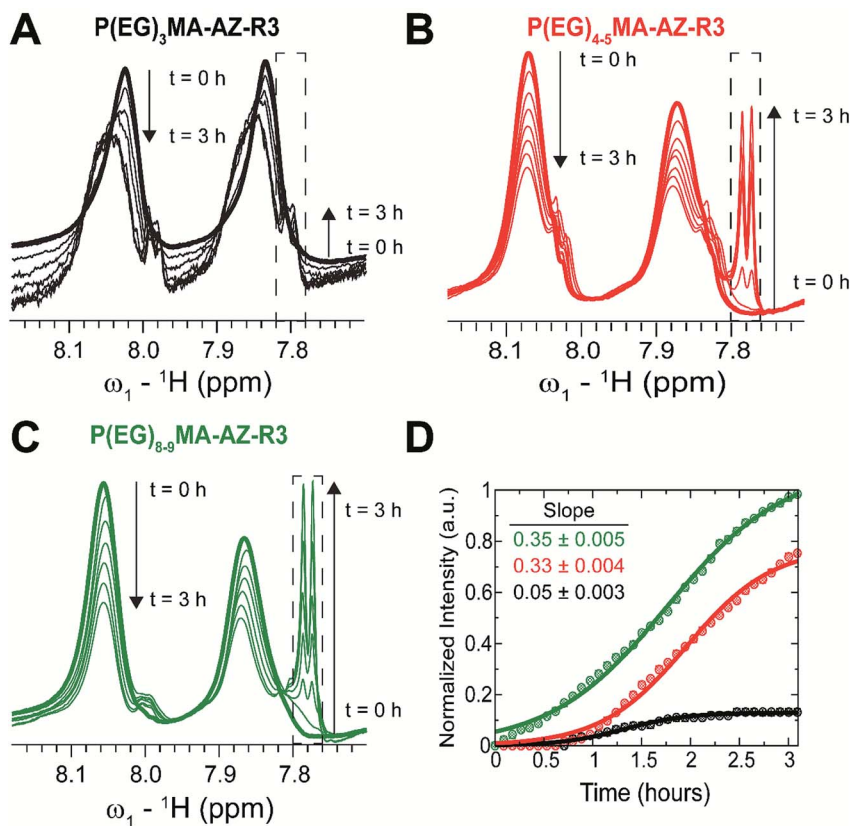 A
P(EG)3MA-AZ-R3
t = 0 h
t = 3 h
t = 3 h
t = 0 h
8.1 8.0 7.9 7.8
ω1 - 1H (ppm)
B
P(EG)4-5MA-AZ-R3
t = 0 h
t = 3 h
t = 3 h
t = 0 h
8.1 8.0 7.9 7.8
ω1 - 1H (ppm)
C
P(EG)8-9MA-AZ-R3
t = 0 h
t = 3 h
t = 3 h
t = 0 h
8.1 8.0 7.9 7.8
ω1 - 1H (ppm)
D
Normalized Intensity (a.u.)
1
0.8
0.6
0.4
0.2
0
Slope
0.35 ± 0.005
0.33 ± 0.004
0.05 ± 0.003
0 0.5 1 1.5 2 2.5 3
Time (hours)